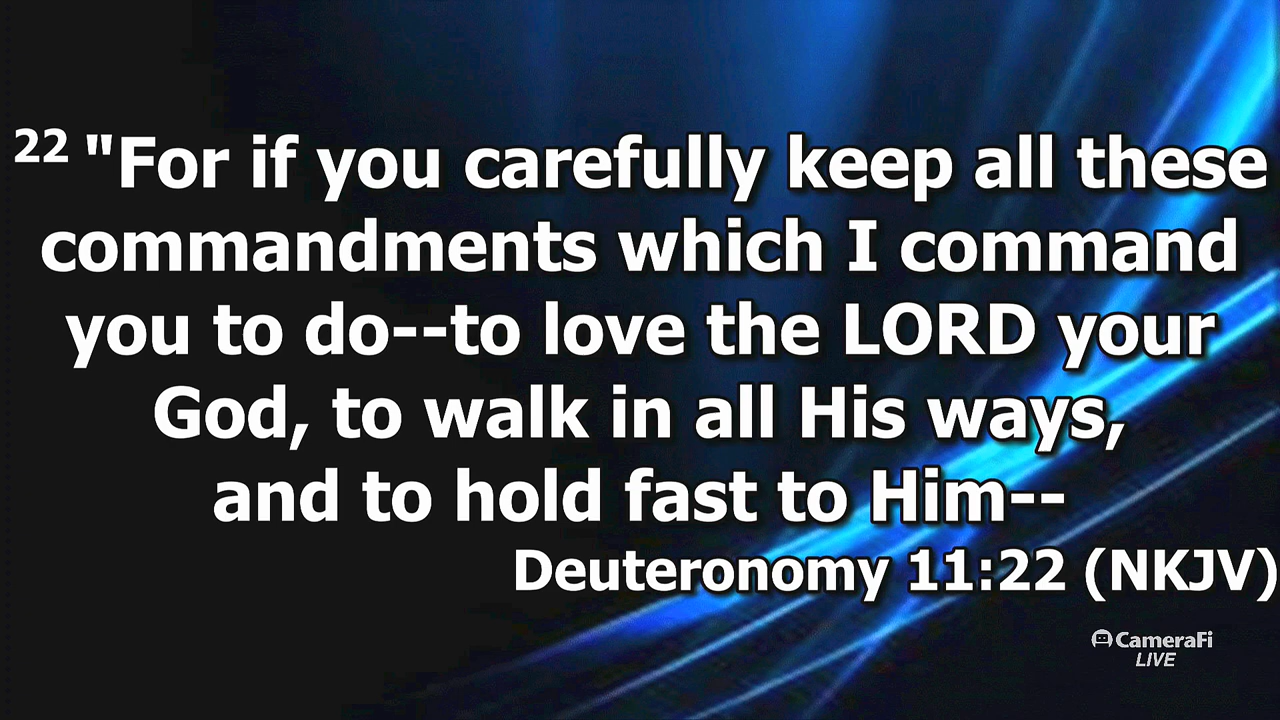 22 "For if you carefully keep all these
commandments which I command
you to do--to love the LORD your
God, to walk in all His ways,
and to hold fast to Him--
Deuteronomy 11:22 (NKJV)
CameraFi
LIVE